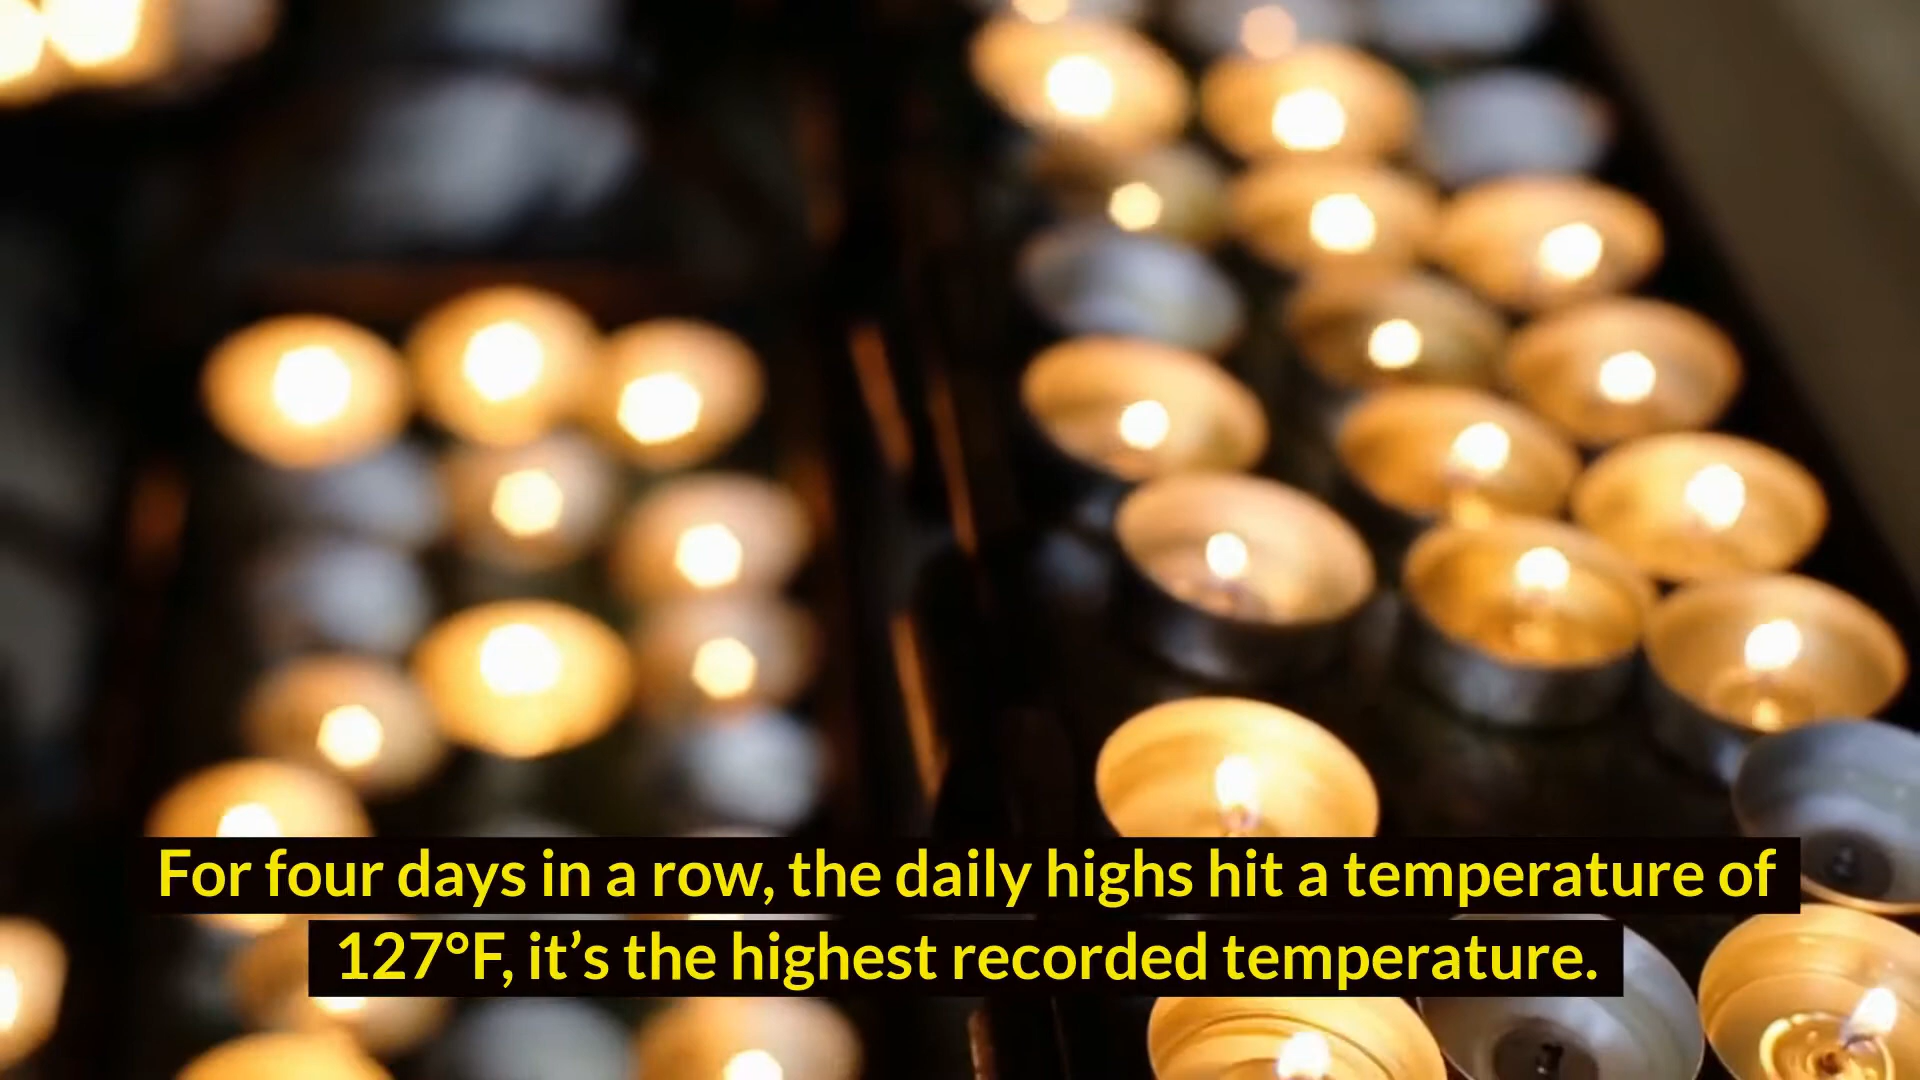 For four days in a row, the daily highs hit a temperature of
127°F, it’s the highest recorded temperature.